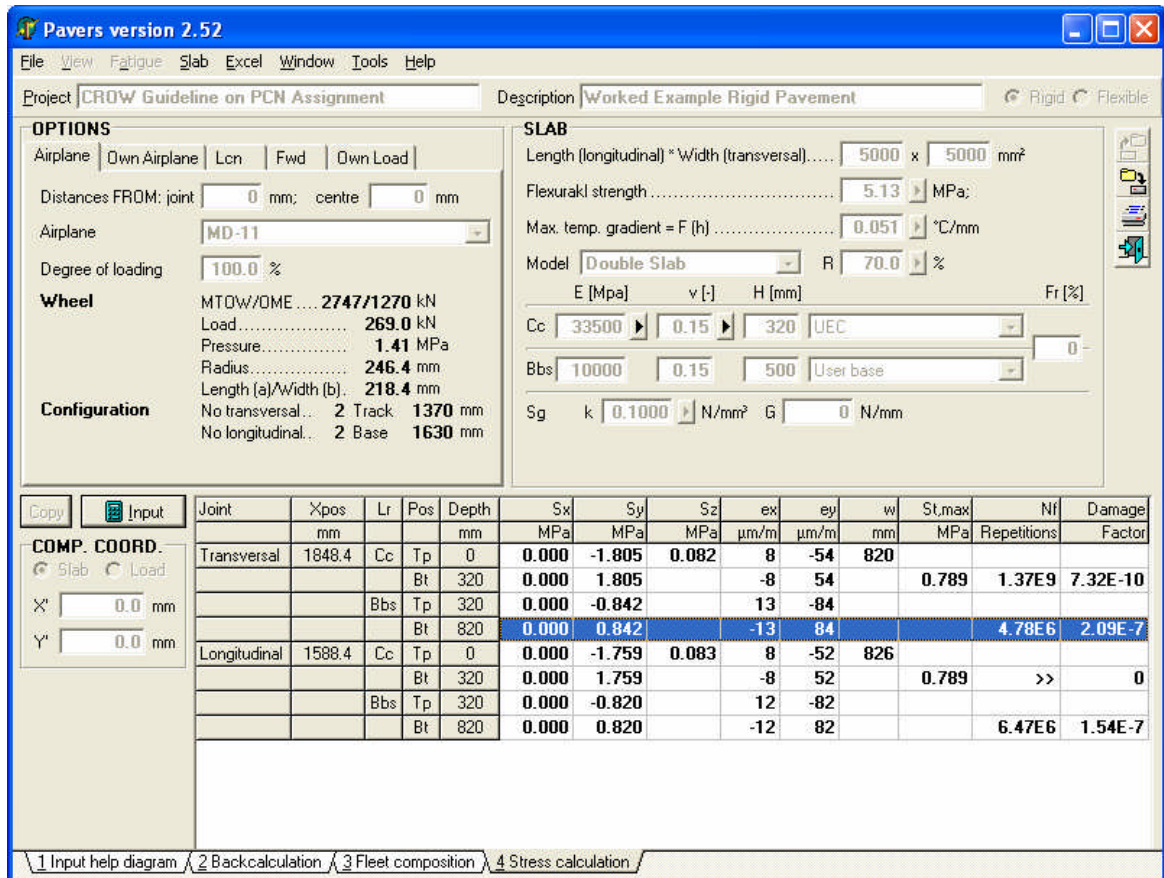 Pavers version 2.52
File View Fatigue Slab Excel Window Tools Help
Project CROW Guideline on PCN Assignment Description Worked Example Rigid Pavement Rigid Flexible
OPTIONS
Airplane Own Airplane Lcn Fwd Own Load
Distances FROM: joint 0 mm; centre 0 mm
Airplane MD-11
Degree of loading 100.0 %
Wheel MTOW/OME .... 2747/1270 kN
Load................... 269.0 kN
Pressure.............. 1.41 MPa
Radius................. 246.4 mm
Length (a)/Width (b). 218.4 mm
Configuration No transversal.. 2 Track 1370 mm
No longitudinal.. 2 Base 1630 mm
SLAB
Length (longitudinal) * Width (transversal)..... 5000 x 5000 mm²
Flexurakl strength .................................. 5.13 MPa;
Max. temp. gradient = F (h) ..................... 0.051 °C/mm
Model Double Slab R 70.0 %
E [Mpa] v [-] H [mm] Fr [%]
Cc 33500 0.15 320 UEC
0
Bbs 10000 0.15 500 User base
Sg k 0.1000 N/mm³ G 0 N/mm
Copy Input
COMP. COORD.
Slab Load
X' 0.0 mm
Y' 0.0 mm
Joint Xpos Lr Pos Depth Sx Sy Sz ex ey w St,max Nf Damage
mm mm MPa MPa MPa µm/m µm/m mm MPa Repetitions Factor
Transversal 1848.4 Cc Tp 0 0.000 -1.805 0.082 8 -54 820
Bt 320 0.000 1.805 -8 54 0.789 1.37E9 7.32E-10
Bbs Tp 320 0.000 -0.842 13 -84
Bt 820 0.000 0.842 -13 84 4.78E6 2.09E-7
Longitudinal 1588.4 Cc Tp 0 0.000 -1.759 0.083 8 -52 826
Bt 320 0.000 1.759 -8 52 0.789 >> 0
Bbs Tp 320 0.000 -0.820 12 -82
Bt 820 0.000 0.820 -12 82 6.47E6 1.54E-7
1 Input help diagram 2 Backcalculation 3 Fleet composition 4 Stress calculation